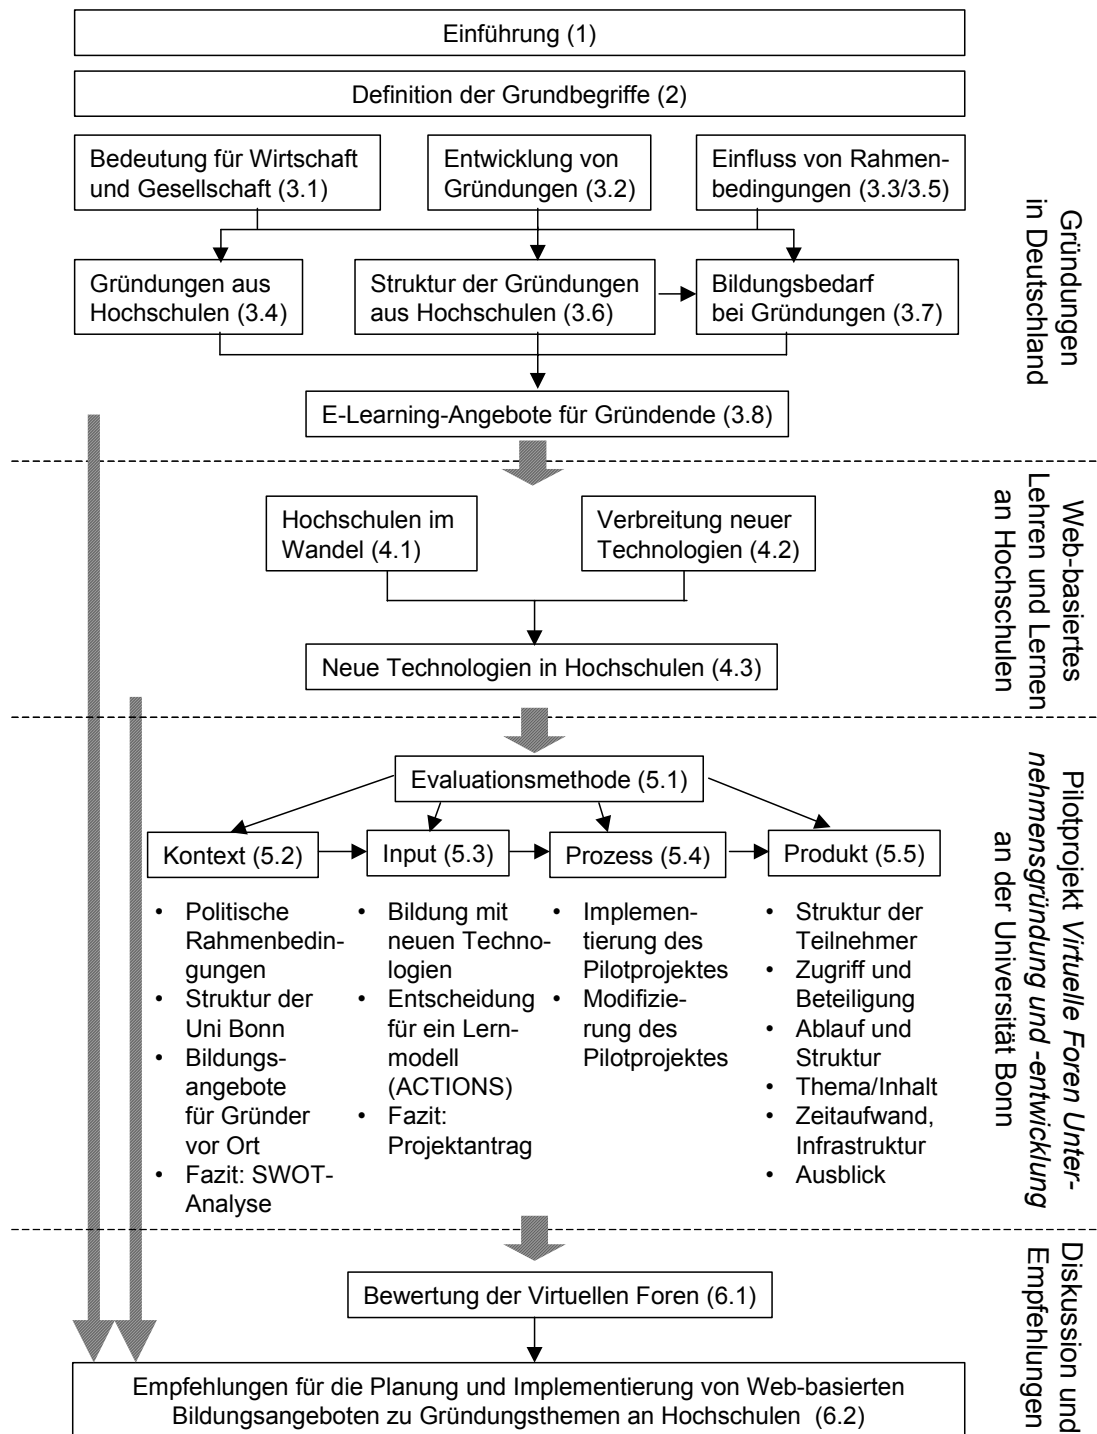 Einführung (1)
Definition der Grundbegriffe (2)
Bedeutung für Wirtschaft
und Gesellschaft (3.1)
Entwicklung von
Gründungen (3.2)
Einfluss von Rahmen-
bedingungen (3.3/3.5)
Gründungen aus
Hochschulen (3.4)
Struktur der Gründungen
aus Hochschulen (3.6)
Bildungsbedarf
bei Gründungen (3.7)
E-Learning-Angebote für Gründende (3.8)
Gründungen
in Deutschland
Hochschulen im
Wandel (4.1)
Verbreitung neuer
Technologien (4.2)
Neue Technologien in Hochschulen (4.3)
Web-basiertes
Lehren und Lernen
an Hochschulen
Evaluationsmethode (5.1)
Kontext (5.2)
Input (5.3)
Prozess (5.4)
Produkt (5.5)
• Politische
Rahmenbedin-
gungen
• Struktur der
Uni Bonn
• Bildungs-
angebote
für Gründer
vor Ort
• Fazit: SWOT-
Analyse
• Bildung mit
neuen Techno-
logien
• Entscheidung
für ein Lern-
modell
(ACTIONS)
• Fazit:
Projektantrag
• Implemen-
tierung des
Pilotprojektes
• Modifizie-
rung des
Pilotprojektes
• Struktur der
Teilnehmer
• Zugriff und
Beteiligung
• Ablauf und
Struktur
• Thema/Inhalt
• Zeitaufwand,
Infrastruktur
• Ausblick
Pilotprojekt Virtuelle Foren Unter-
nehmensgründung und -entwicklung
an der Universität Bonn
Bewertung der Virtuellen Foren (6.1)
Empfehlungen für die Planung und Implementierung von Web-basierten
Bildungsangeboten zu Gründungsthemen an Hochschulen (6.2)
Diskussion und
Empfehlungen